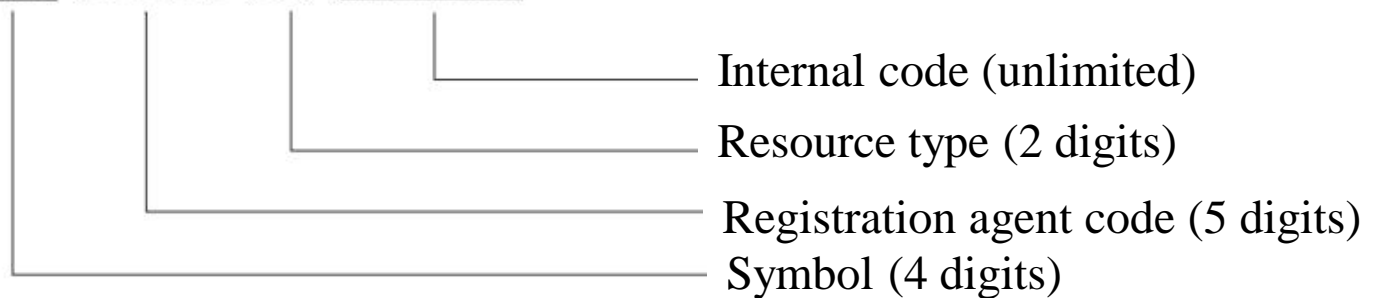 Internal code (unlimited)
Resource type (2 digits)
Registration agent code (5 digits)
Symbol (4 digits)